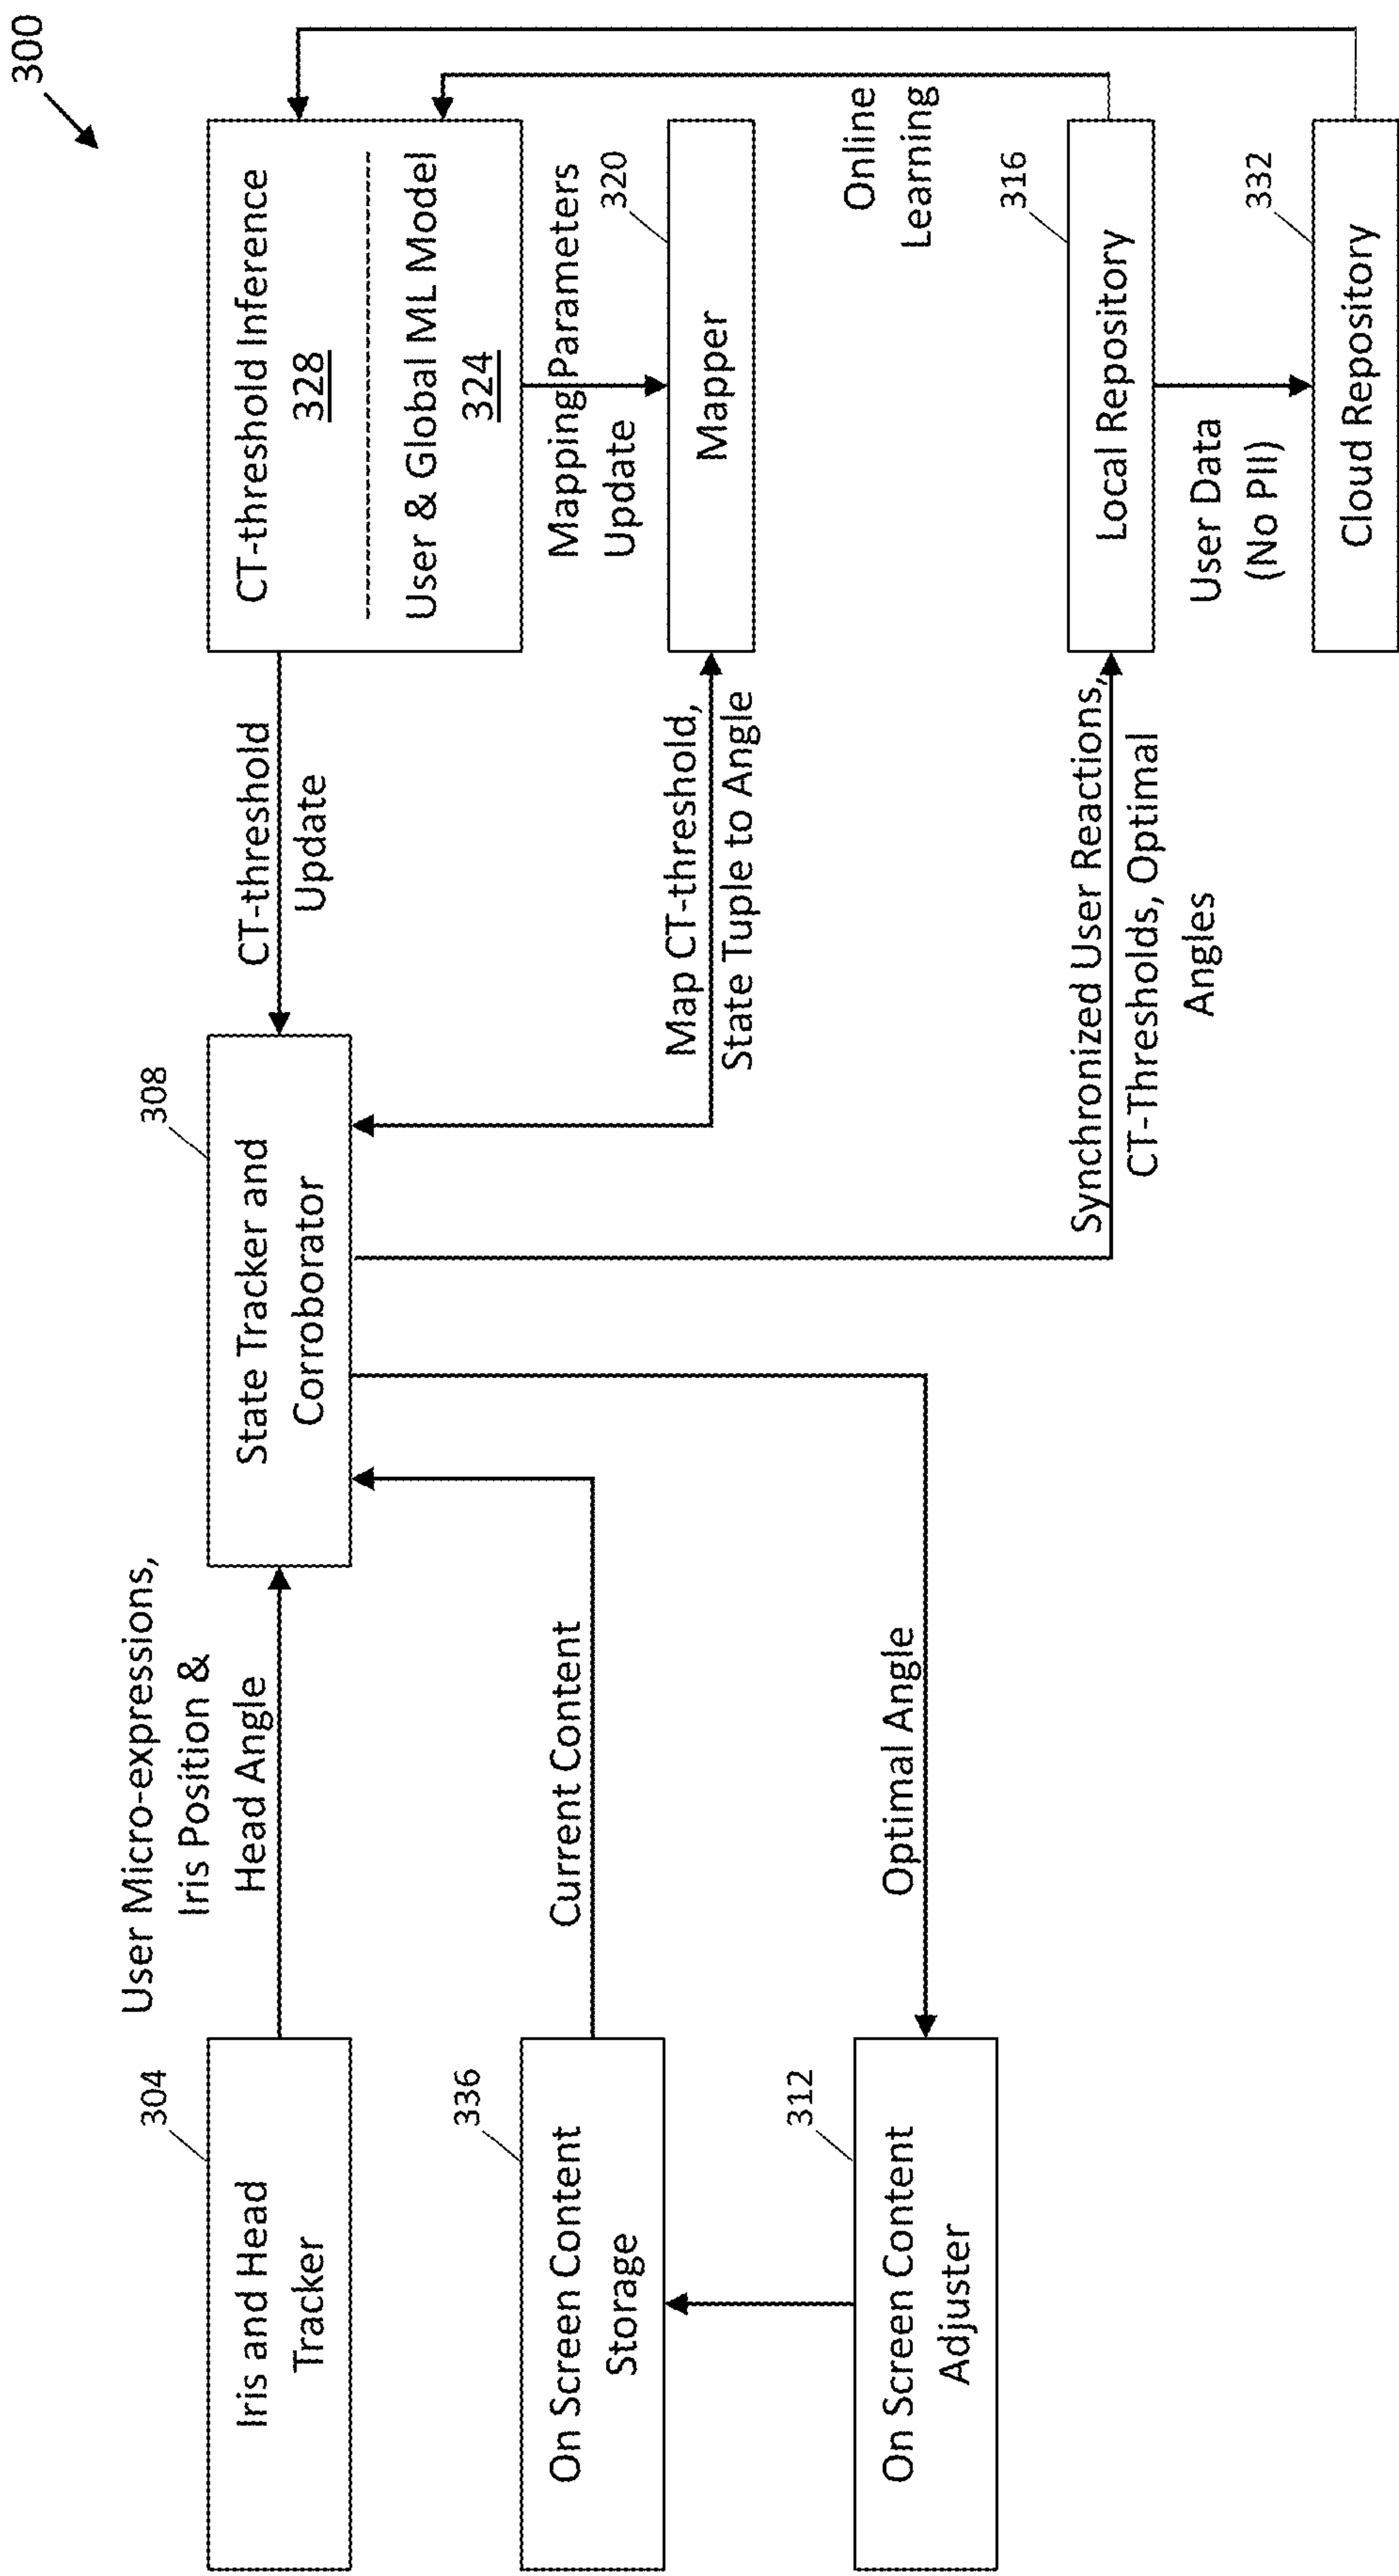 300
304
Iris and Head
Tracker
User Micro-expressions,
Iris Position &
Head Angle
308
State Tracker and
Corroborator
CT-threshold
Update
CT-threshold Inference
328
User & Global ML Model
324
Mapping Parameters
Update
336
On Screen Content
Storage
Current Content
Map CT-threshold,
State Tuple to Angle
320
Mapper
312
On Screen Content
Adjuster
Optimal Angle
Online
Learning
Synchronized User Reactions,
CT-Thresholds, Optimal
Angles
316
Local Repository
User Data
(No PII)
332
Cloud Repository